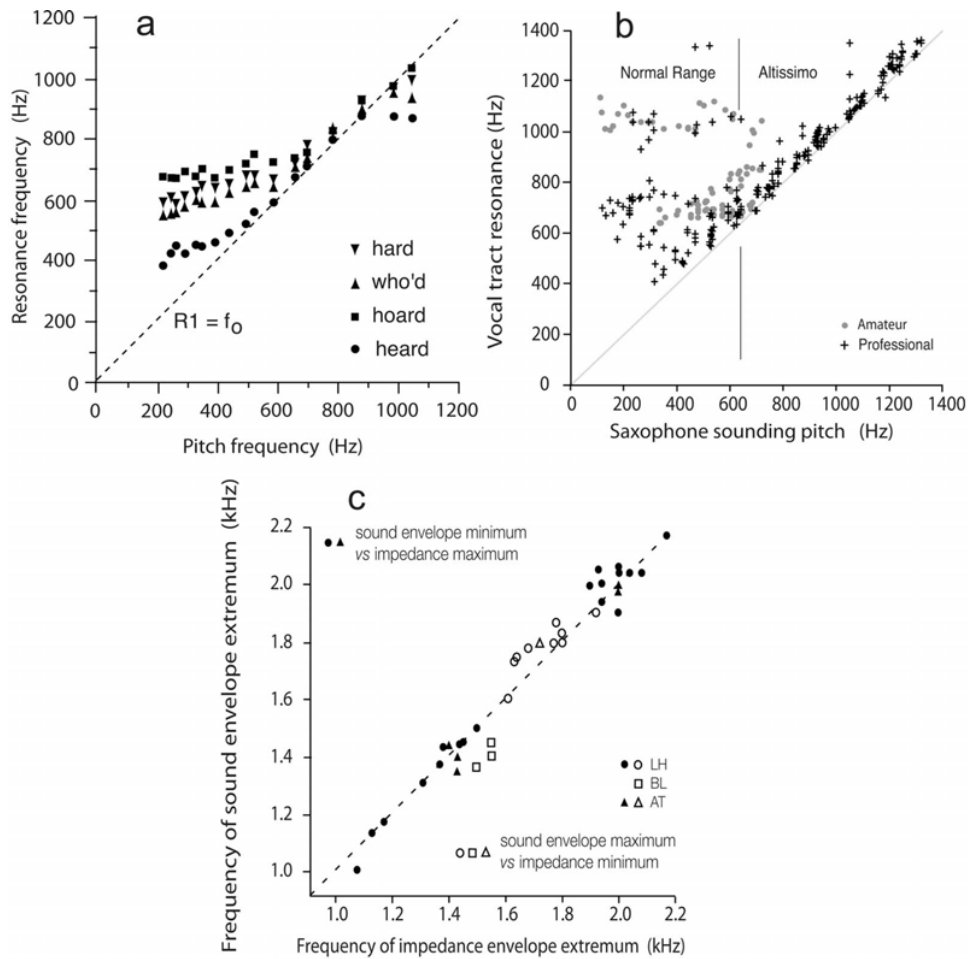 a
1200
1000
800
600
400
200
0
Resonance frequency (Hz)
hard
who'd
hoard
heard
R1 = fo
0 200 400 600 800 1000 1200
Pitch frequency (Hz)
b
1400
1200
1000
800
600
400
200
0
Vocal tract resonance (Hz)
Normal Range Altissimo
Amateur
Professional
0 200 400 600 800 1000 1200 1400
Saxophone sounding pitch (Hz)
c
2.2
2.0
1.8
1.6
1.4
1.2
1.0
Frequency of sound envelope extremum (kHz)
sound envelope minimum
vs impedance maximum
LH
BL
AT
sound envelope maximum
vs impedance minimum
1.0 1.2 1.4 1.6 1.8 2.0 2.2
Frequency of impedance envelope extremum (kHz)